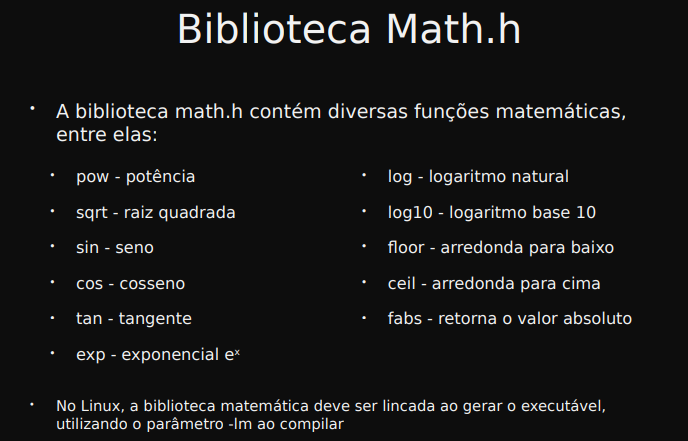 Biblioteca Math.h
• A biblioteca math.h contém diversas funções matemáticas,
entre elas:
• pow - potência
• sqrt - raiz quadrada
• sin - seno
• cos - cosseno
• tan - tangente
• exp - exponencial eˣ
• log - logaritmo natural
• log10 - logaritmo base 10
• floor - arredonda para baixo
• ceil - arredonda para cima
• fabs - retorna o valor absoluto
• No Linux, a biblioteca matemática deve ser lincada ao gerar o executável,
utilizando o parâmetro -lm ao compilar